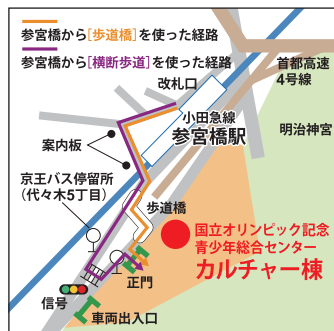 参宮橋から[歩道橋]を使った経路
参宮橋から[横断歩道]を使った経路
改札口
首都高速
4号線
小田急線
参宮橋駅
明治神宮
案内板
京王バス停留所
(代々木5丁目)
歩道橋
国立オリンピック記念
青少年総合センター
カルチャー棟
正門
信号
車両出入口